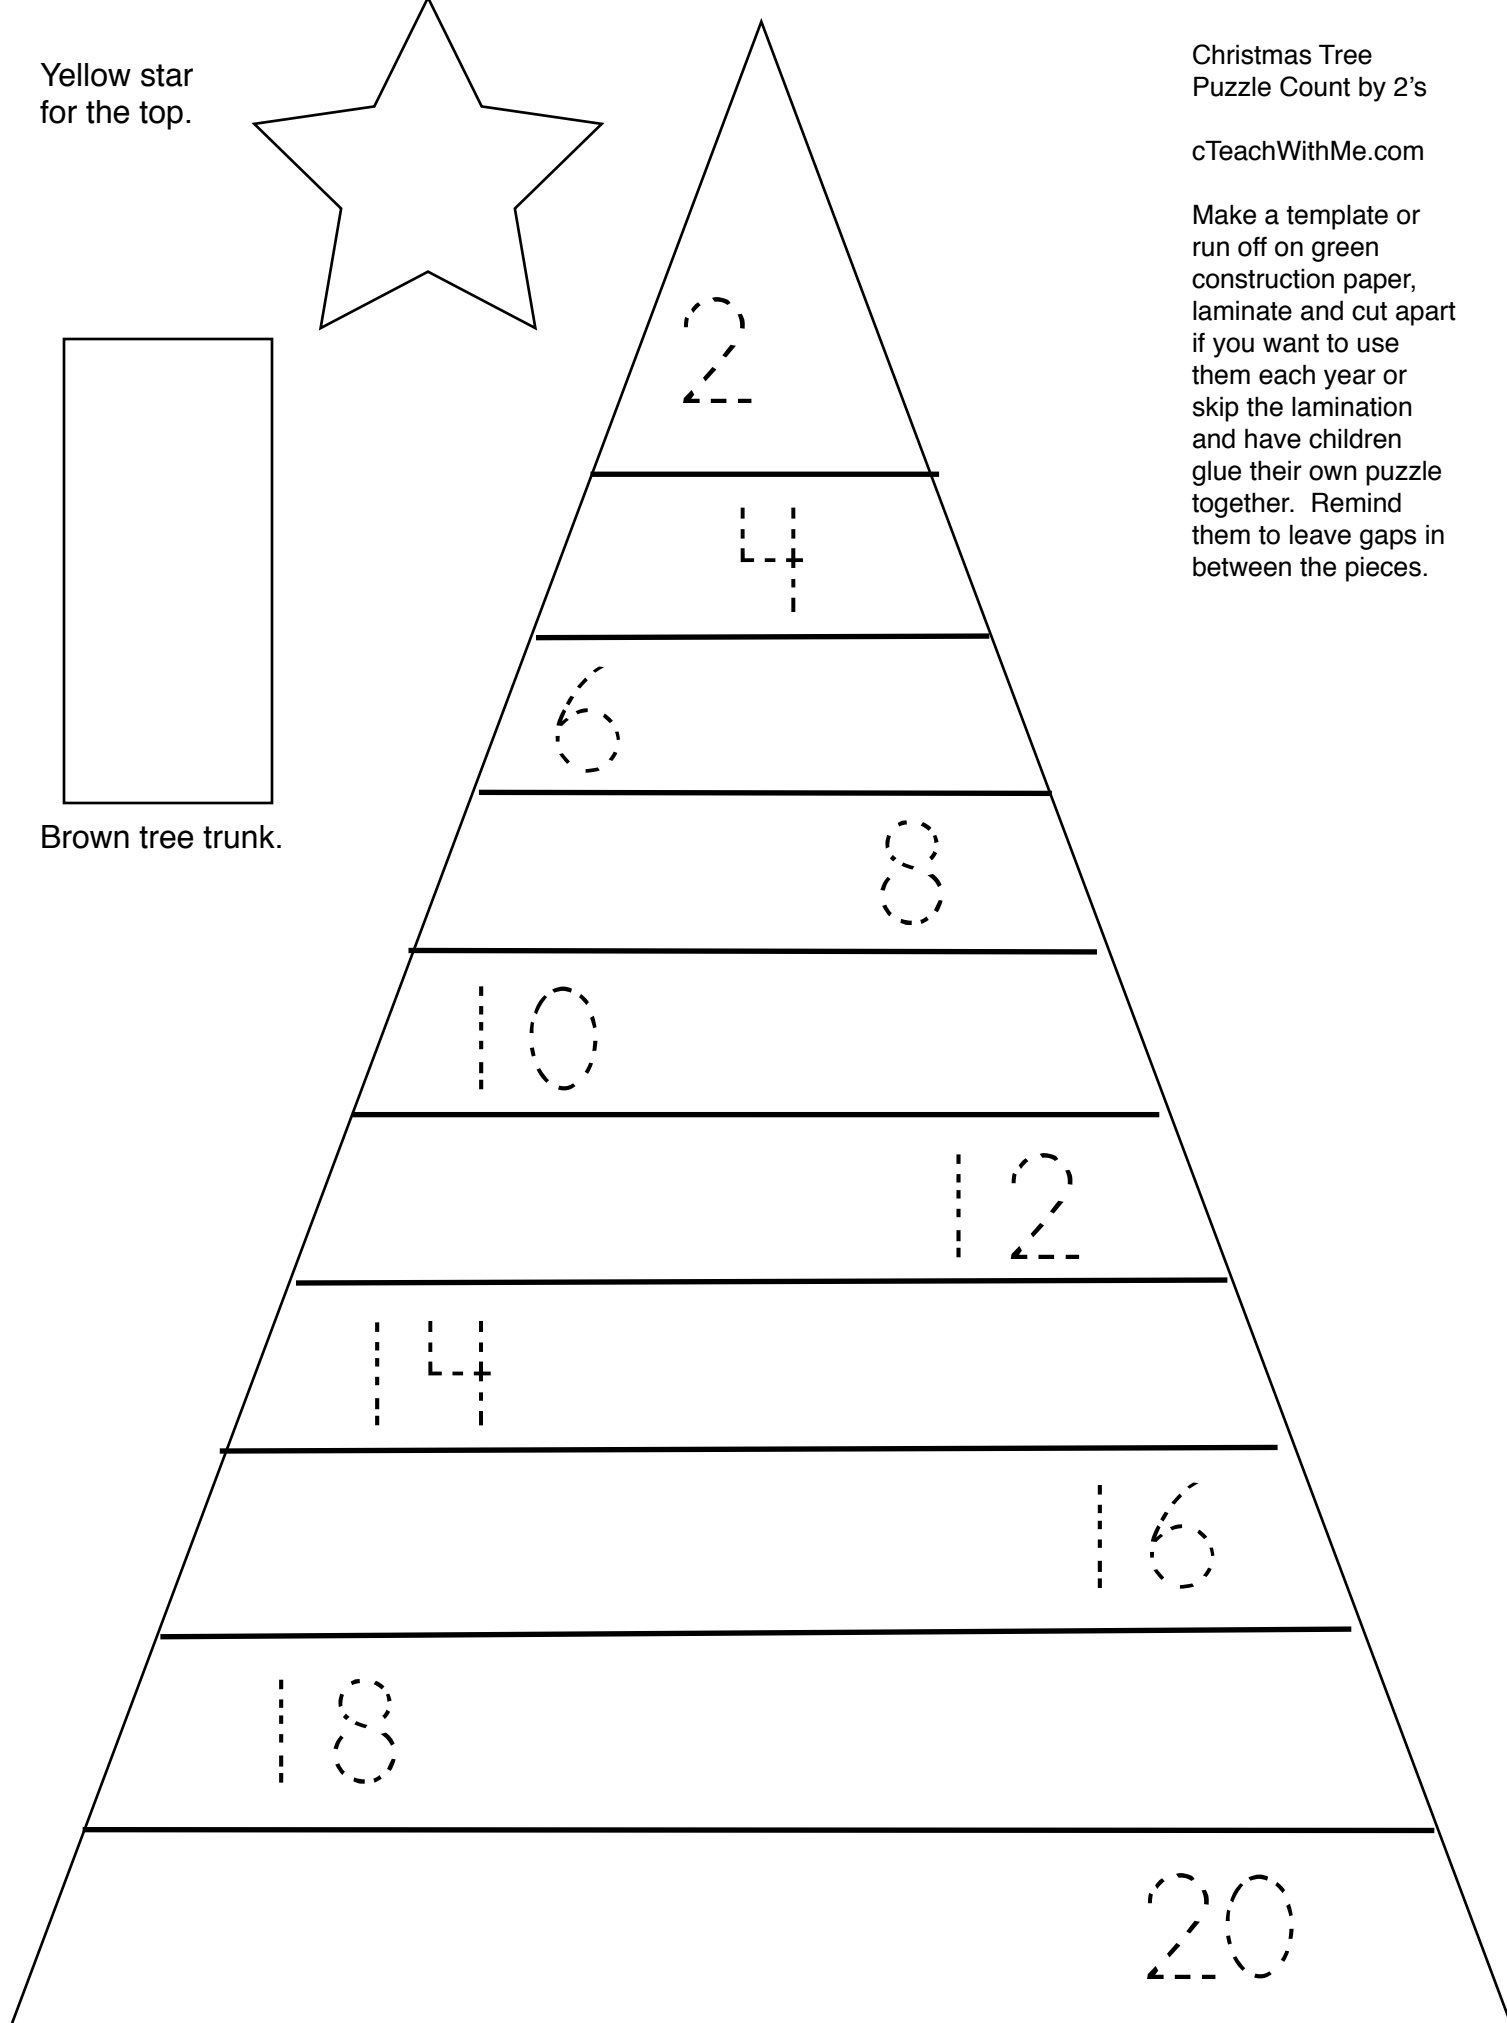 Yellow star
for the top.
Christmas Tree
Puzzle Count by 2’s
cTeachWithMe.com
Make a template or
run off on green
construction paper,
laminate and cut apart
if you want to use
them each year or
skip the lamination
and have children
glue their own puzzle
together.  Remind
them to leave gaps in
between the pieces.
Brown tree trunk.
2
4
6
8
10
12
14
16
18
20